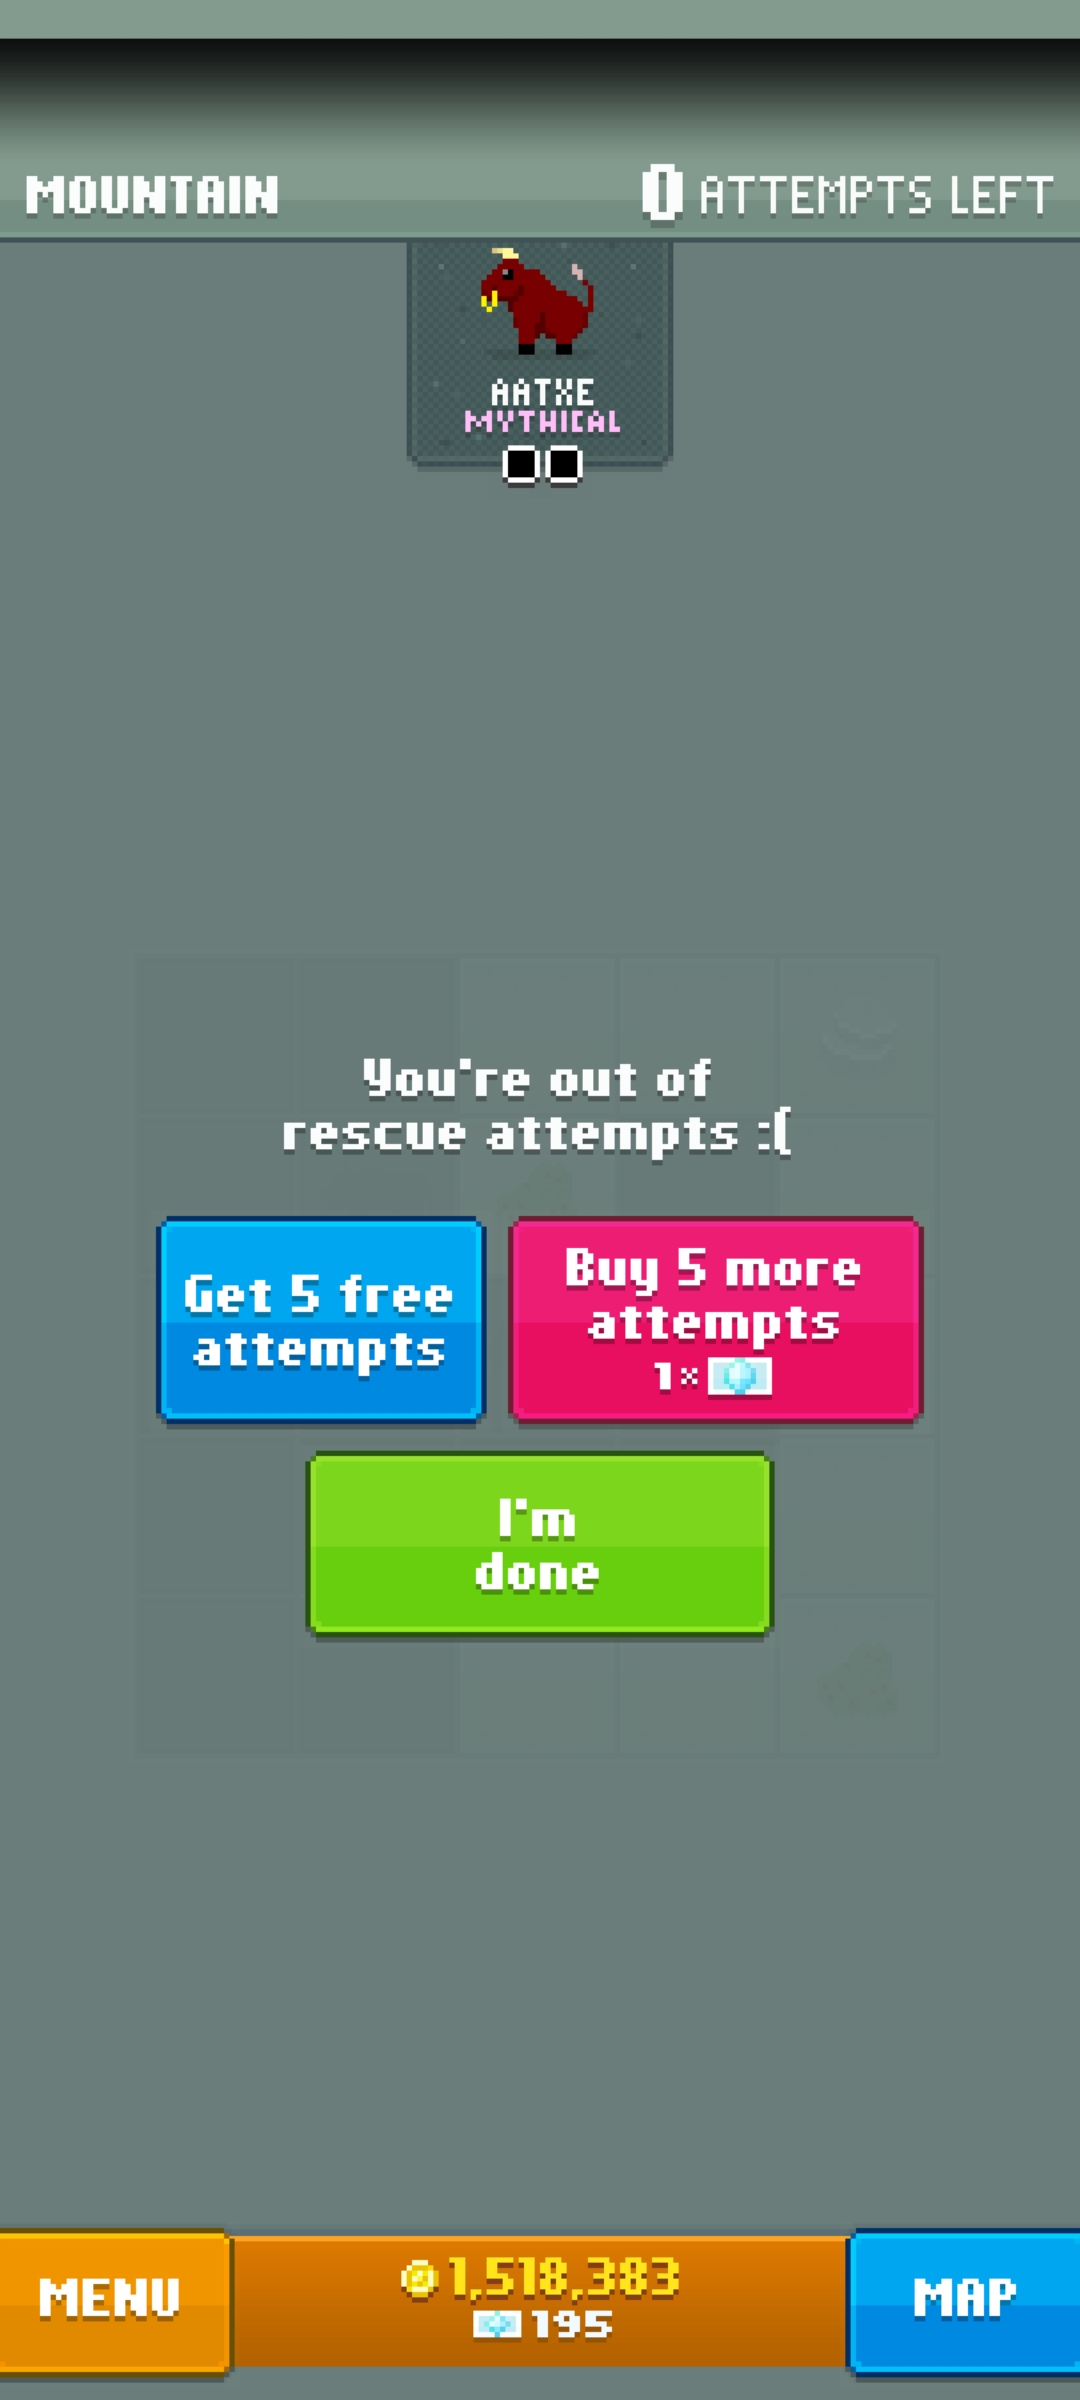 MOUNTAIN
0 ATTEMPTS LEFT
AATXE
MYTHICAL
You're out of
rescue attempts :(
Get 5 free
attempts
Buy 5 more
attempts
1×
I'm
done
MENU
1,518,383
195
MAP